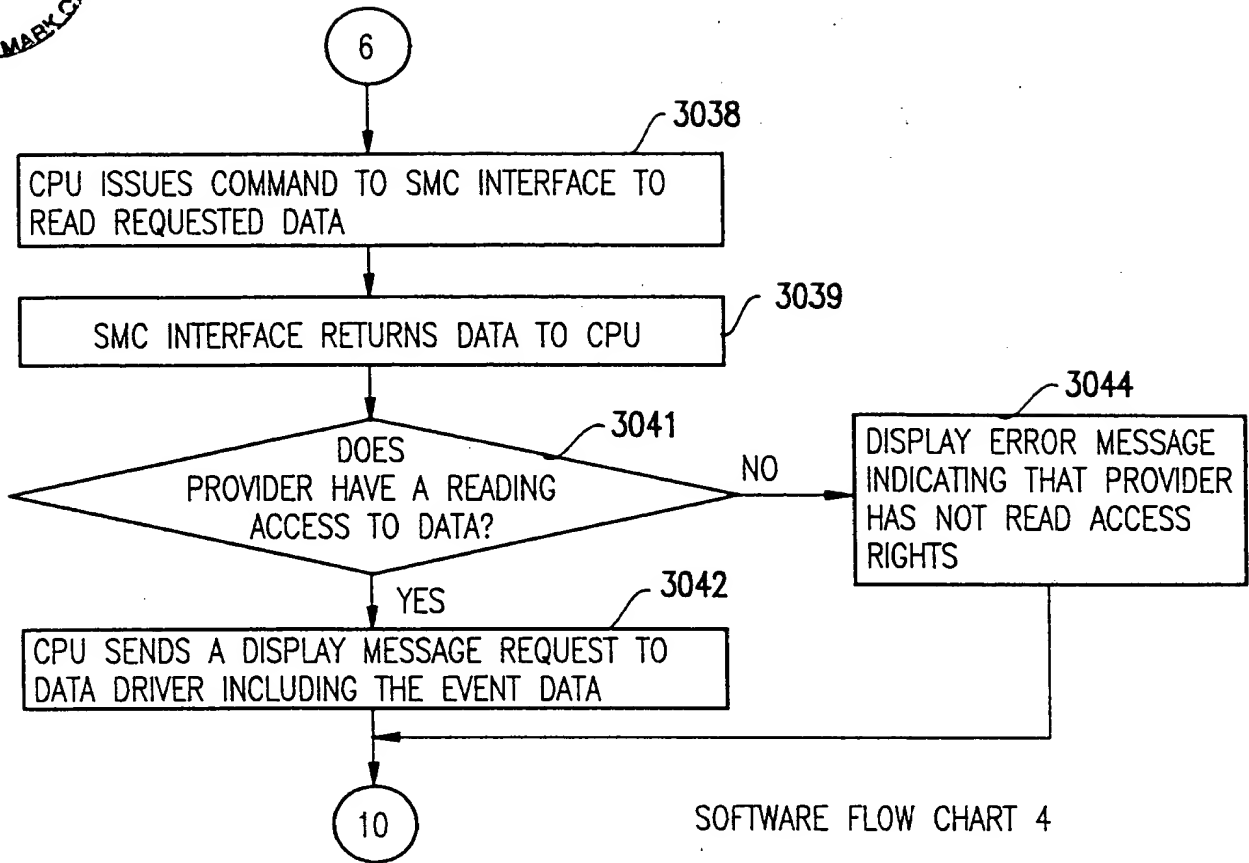 MARK
6
3038
CPU ISSUES COMMAND TO SMC INTERFACE TO
READ REQUESTED DATA
3039
SMC INTERFACE RETURNS DATA TO CPU
3041
DOES
PROVIDER HAVE A READING
ACCESS TO DATA?
NO
3044
DISPLAY ERROR MESSAGE
INDICATING THAT PROVIDER
HAS NOT READ ACCESS
RIGHTS
YES
3042
CPU SENDS A DISPLAY MESSAGE REQUEST TO
DATA DRIVER INCLUDING THE EVENT DATA
10
SOFTWARE FLOW CHART 4